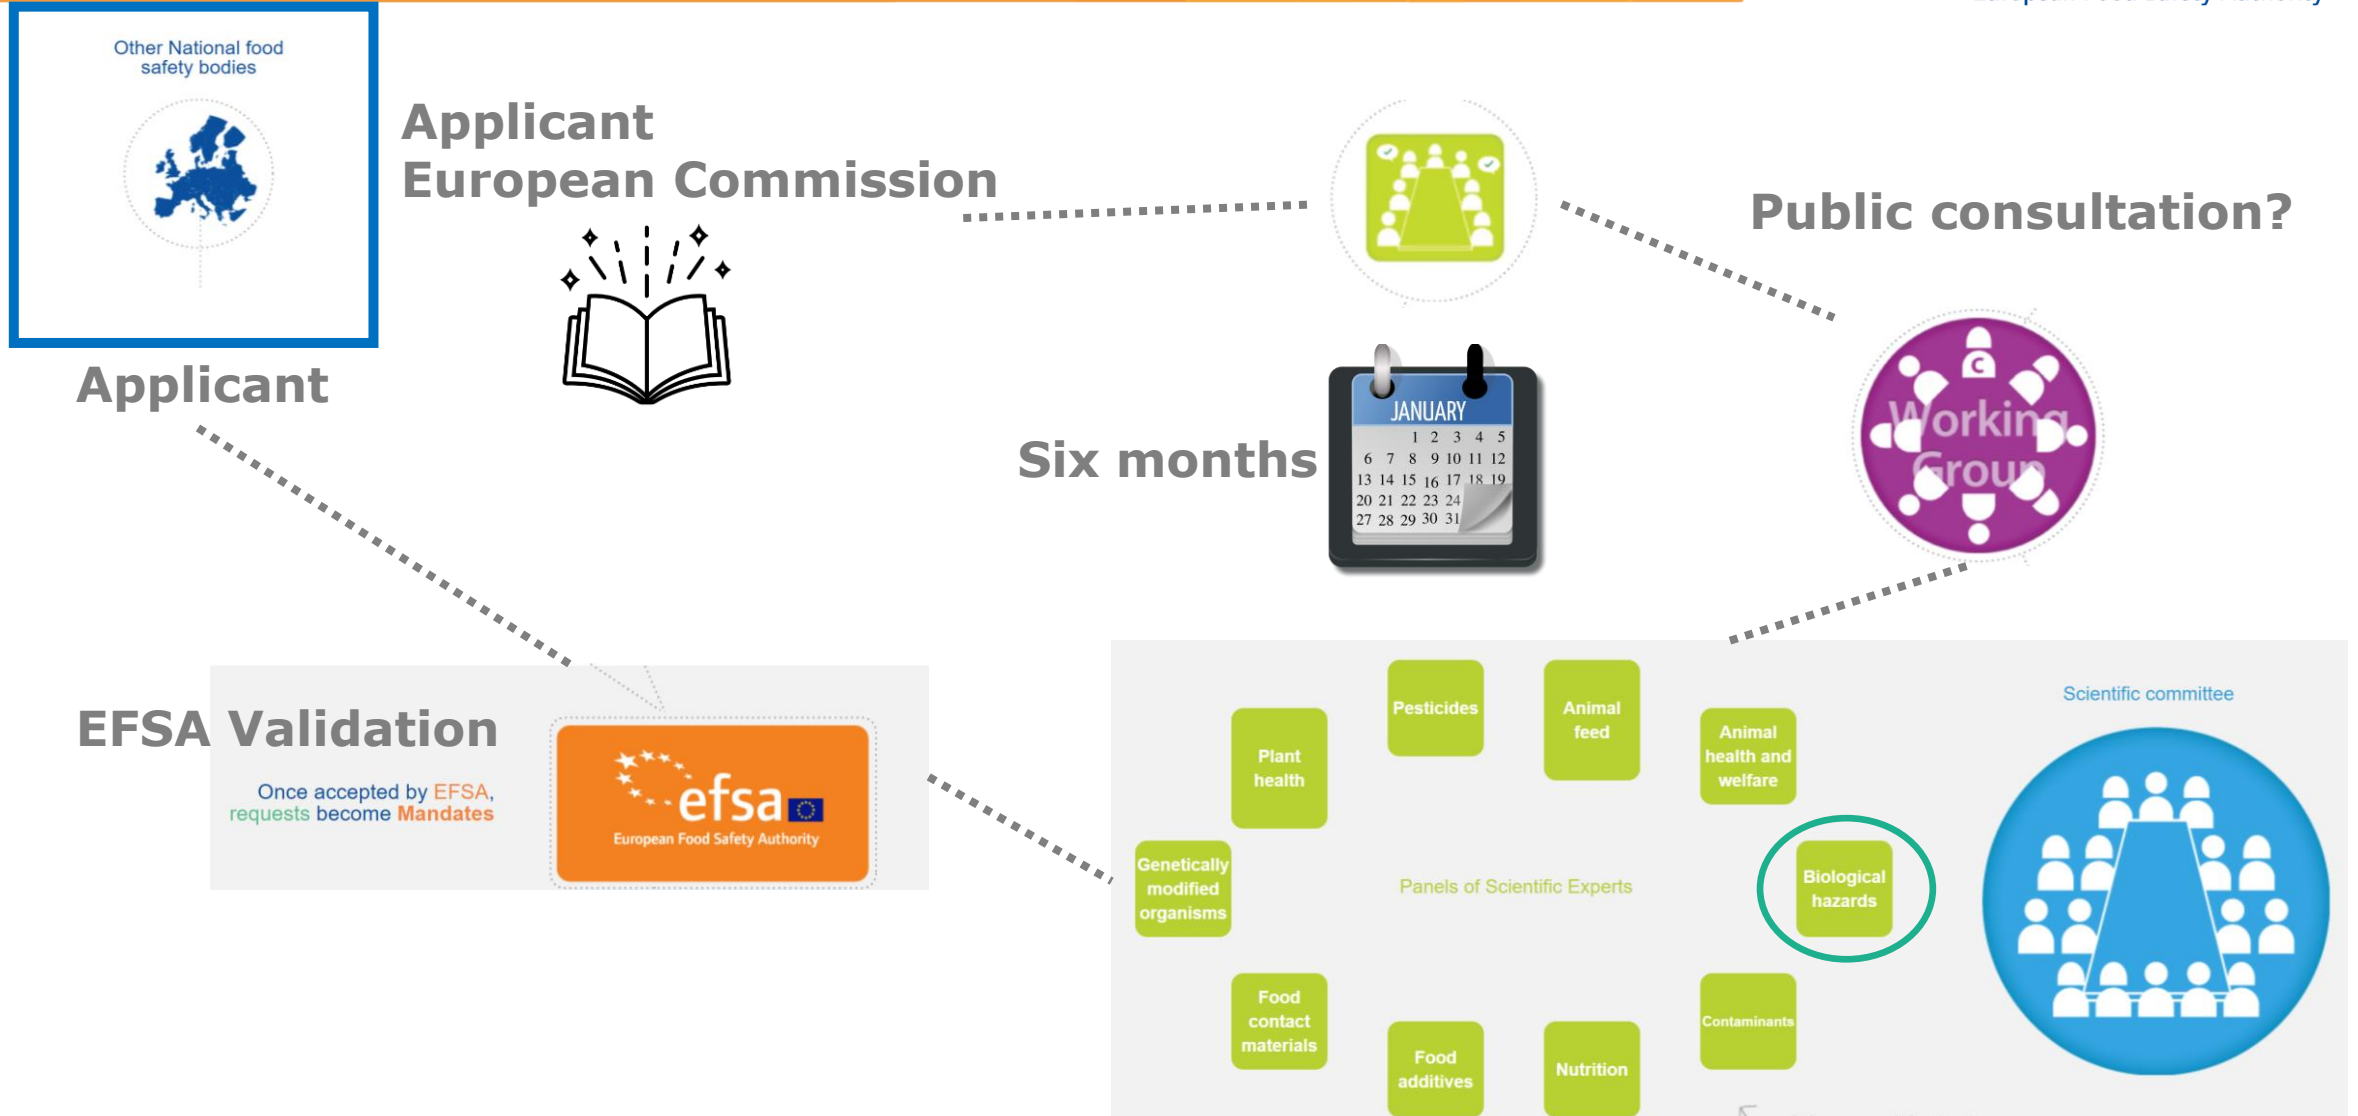 European Food Safety Authority
Other National food
safety bodies
Applicant
European Commission
Public consultation?
Applicant
Six months
JANUARY
1 2 3 4 5
6 7 8 9 10 11 12
13 14 15 16 17 18 19
20 21 22 23 24
27 28 29 30 31
Working
Group
C
EFSA Validation
Once accepted by EFSA,
requests become Mandates
efsa
European Food Safety Authority
Pesticides
Animal
feed
Plant
health
Animal
health and
welfare
Genetically
modified
organisms
Panels of Scientific Experts
Biological
hazards
Food
contact
materials
Food
additives
Nutrition
Contaminants
Scientific committee